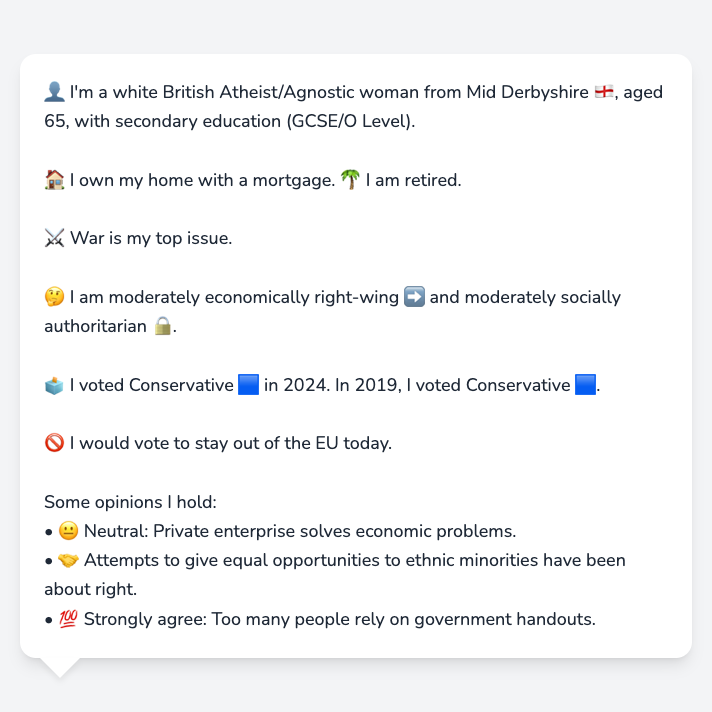 👤 I'm a white British Atheist/Agnostic woman from Mid Derbyshire 🏴󠁧󠁢󠁥󠁮󠁧󠁿, aged
65, with secondary education (GCSE/O Level).
🏠 I own my home with a mortgage. 🌴 I am retired.
⚔️ War is my top issue.
🤔 I am moderately economically right-wing ➡️ and moderately socially
authoritarian 🔒.
🗳️ I voted Conservative 🟦 in 2024. In 2019, I voted Conservative 🟦.
🚫 I would vote to stay out of the EU today.
Some opinions I hold:
• 😐 Neutral: Private enterprise solves economic problems.
• 🤝 Attempts to give equal opportunities to ethnic minorities have been
about right.
• 💯 Strongly agree: Too many people rely on government handouts.